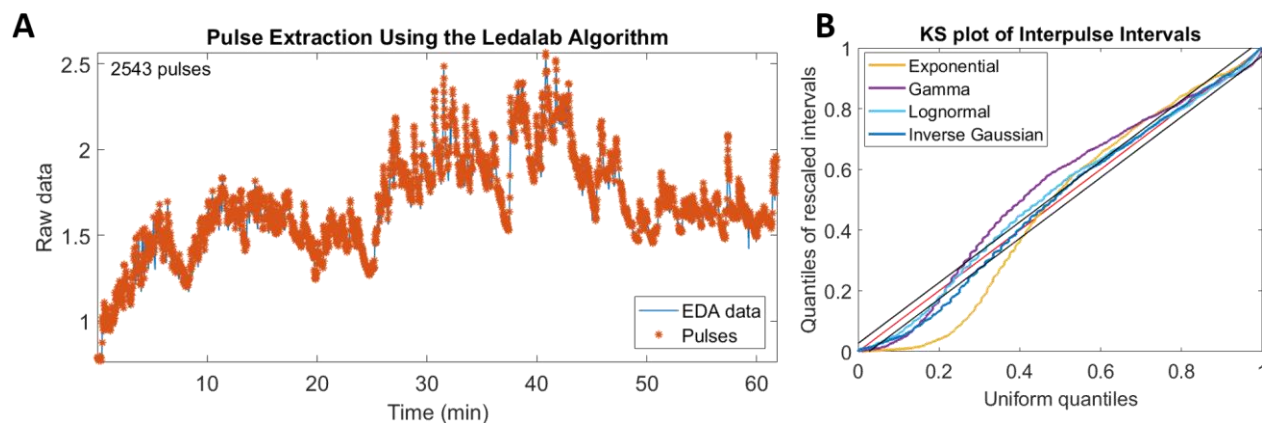 A
Pulse Extraction Using the Ledalab Algorithm
2543 pulses
Raw data
2.5
2
1.5
1
EDA data
Pulses
10
20
30
40
50
60
Time (min)
B
KS plot of Interpulse Intervals
Exponential
Gamma
Lognormal
Inverse Gaussian
Quantiles of rescaled intervals
1
0.8
0.6
0.4
0.2
0
0
0.2
0.4
0.6
0.8
1
Uniform quantiles